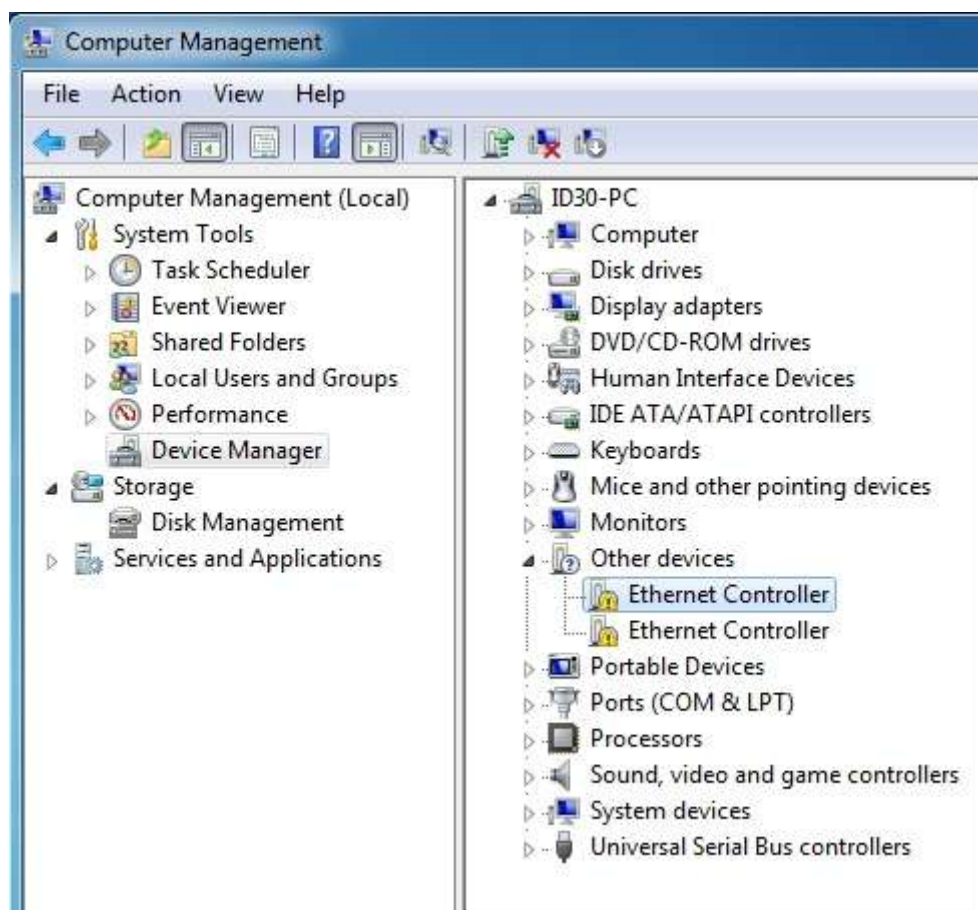 Computer Management
File Action View Help
Computer Management (Local)
System Tools
Task Scheduler
Event Viewer
Shared Folders
Local Users and Groups
Performance
Device Manager
Storage
Disk Management
Services and Applications
ID30-PC
Computer
Disk drives
Display adapters
DVD/CD-ROM drives
Human Interface Devices
IDE ATA/ATAPI controllers
Keyboards
Mice and other pointing devices
Monitors
Other devices
Ethernet Controller
Ethernet Controller
Portable Devices
Ports (COM & LPT)
Processors
Sound, video and game controllers
System devices
Universal Serial Bus controllers